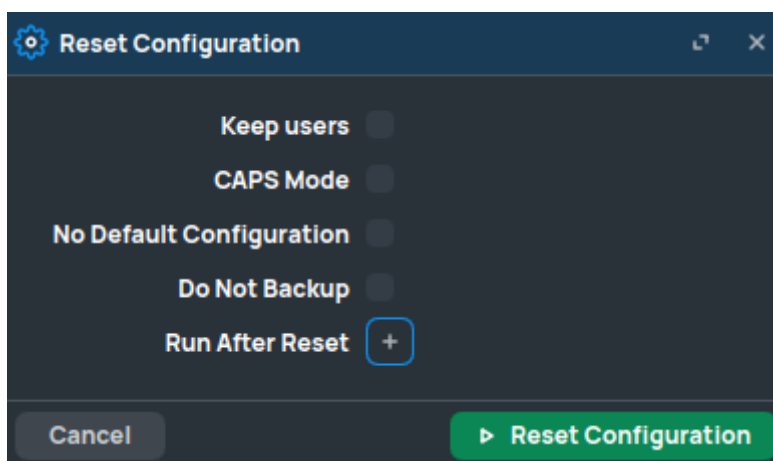 Reset Configuration
Keep users
CAPS Mode
No Default Configuration
Do Not Backup
Run After Reset +
Cancel Reset Configuration